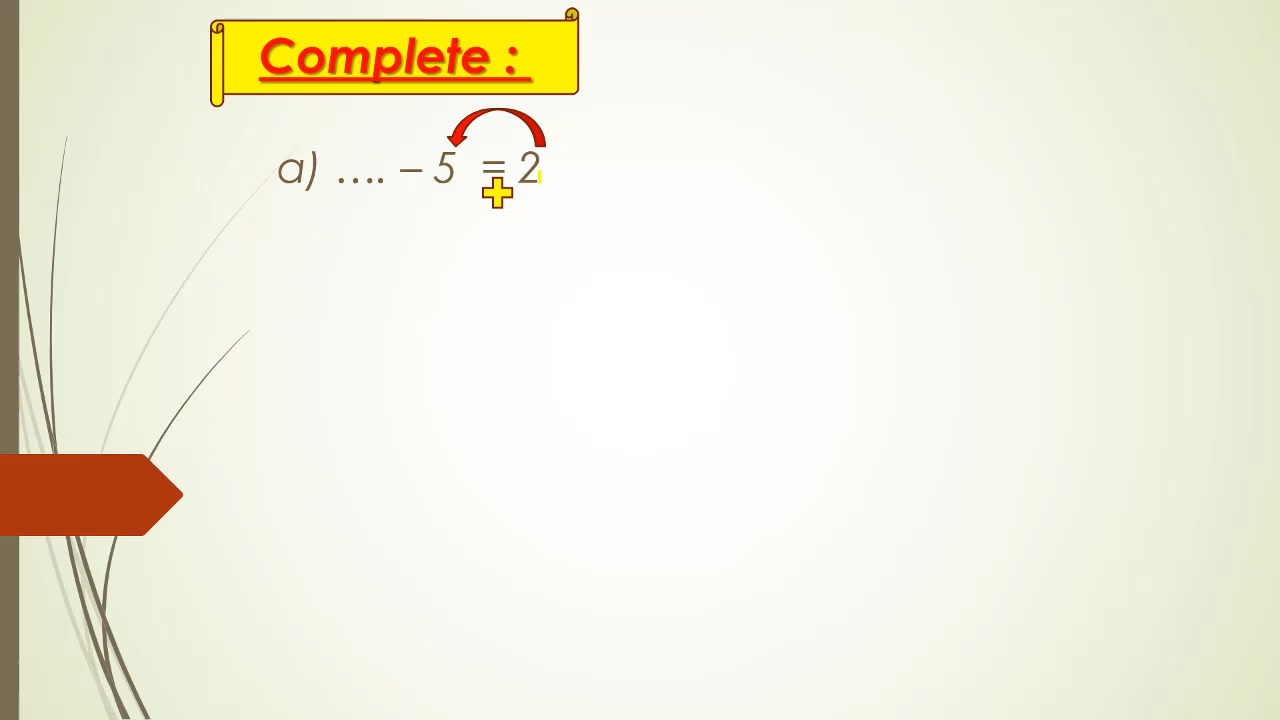 Complete :
a) .... – 5 = 2